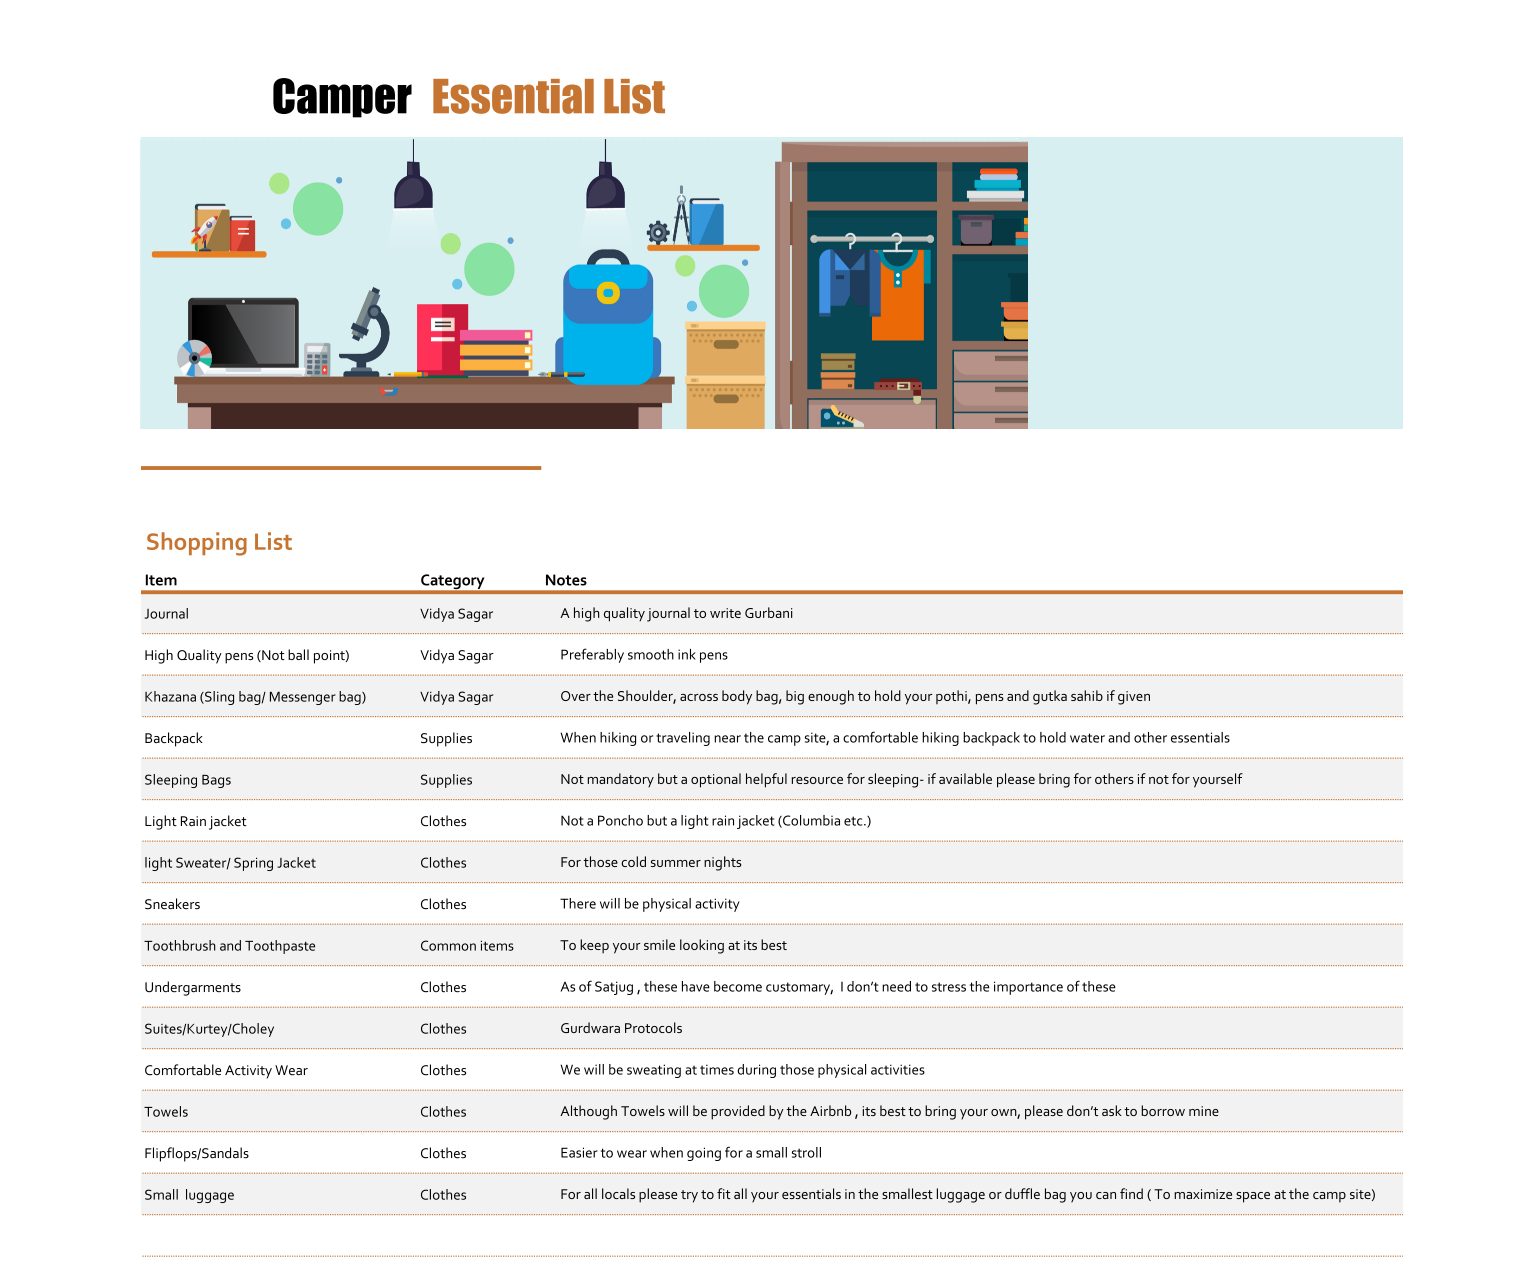 Camper Essential List
Shopping List
Item Category Notes
Journal Vidya Sagar A high quality journal to write Gurbani
High Quality pens (Not ball point) Vidya Sagar Preferably smooth ink pens
Khazana (Sling bag/ Messenger bag) Vidya Sagar Over the Shoulder, across body bag, big enough to hold your pothi, pens and gutka sahib if given
Backpack Supplies When hiking or traveling near the camp site, a comfortable hiking backpack to hold water and other essentials
Sleeping Bags Supplies Not mandatory but a optional helpful resource for sleeping- if available please bring for others if not for yourself
Light Rain jacket Clothes Not a Poncho but a light rain jacket (Columbia etc.)
light Sweater/ Spring Jacket Clothes For those cold summer nights
Sneakers Clothes There will be physical activity
Toothbrush and Toothpaste Common items To keep your smile looking at its best
Undergarments Clothes As of Satjug , these have become customary, I don't need to stress the importance of these
Suites/Kurtey/Choley Clothes Gurdwara Protocols
Comfortable Activity Wear Clothes We will be sweating at times during those physical activities
Towels Clothes Although Towels will be provided by the Airbnb , its best to bring your own, please don't ask to borrow mine
Flipflops/Sandals Clothes Easier to wear when going for a small stroll
Small luggage Clothes For all locals please try to fit all your essentials in the smallest luggage or duffle bag you can find ( To maximize space at the camp site)